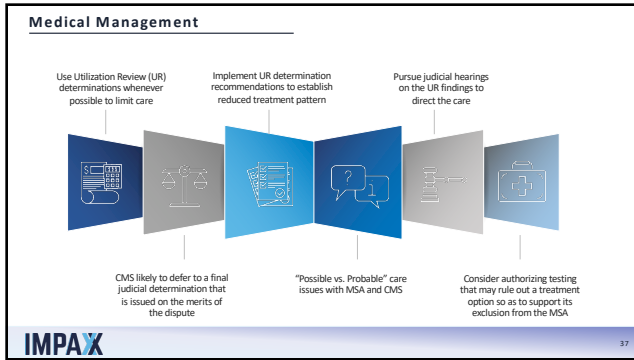 Medical Management
Use Utilization Review (UR)
determinations whenever
possible to limit care
Implement UR determination
recommendations to establish
reduced treatment pattern
Pursue judicial hearings
on the UR findings to
direct the care
$
?
1
CMS likely to defer to a final
judicial determination that
is issued on the merits of
the dispute
“Possible vs. Probable” care
issues with MSA and CMS
Consider authorizing testing
that may rule out a treatment
option so as to support its
exclusion from the MSA
IMPAXX
37